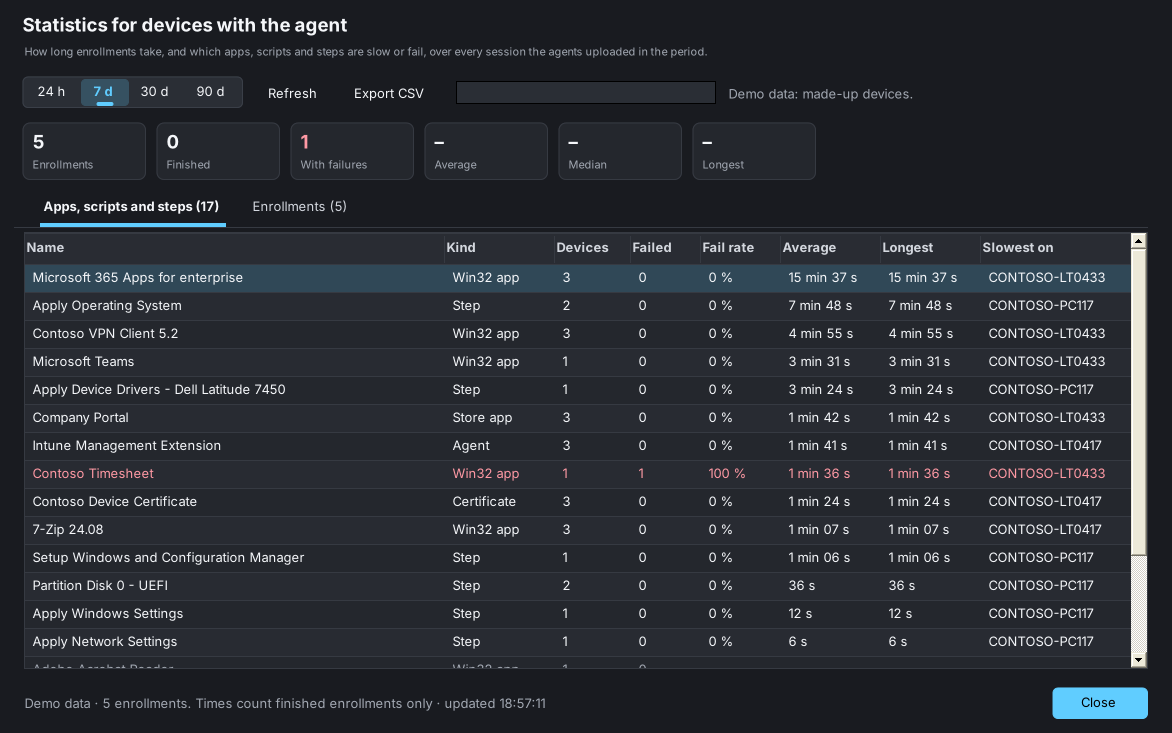 Statistics for devices with the agent
How long enrollments take, and which apps, scripts and steps are slow or fail, over every session the agents uploaded in the period.
24 h 7 d 30 d 90 d Refresh Export CSV Demo data: made-up devices.
5 0 1 – – –
Enrollments Finished With failures Average Median Longest
Apps, scripts and steps (17) Enrollments (5)
Name Kind Devices Failed Fail rate Average Longest Slowest on
Microsoft 365 Apps for enterprise Win32 app 3 0 0 % 15 min 37 s 15 min 37 s CONTOSO-LT0433
Apply Operating System Step 2 0 0 % 7 min 48 s 7 min 48 s CONTOSO-PC117
Contoso VPN Client 5.2 Win32 app 3 0 0 % 4 min 55 s 4 min 55 s CONTOSO-LT0433
Microsoft Teams Win32 app 1 0 0 % 3 min 31 s 3 min 31 s CONTOSO-LT0433
Apply Device Drivers - Dell Latitude 7450 Step 1 0 0 % 3 min 24 s 3 min 24 s CONTOSO-PC117
Company Portal Store app 3 0 0 % 1 min 42 s 1 min 42 s CONTOSO-LT0433
Intune Management Extension Agent 3 0 0 % 1 min 41 s 1 min 41 s CONTOSO-LT0417
Contoso Timesheet Win32 app 1 1 100 % 1 min 36 s 1 min 36 s CONTOSO-LT0433
Contoso Device Certificate Certificate 3 0 0 % 1 min 24 s 1 min 24 s CONTOSO-LT0417
7-Zip 24.08 Win32 app 3 0 0 % 1 min 07 s 1 min 07 s CONTOSO-LT0417
Setup Windows and Configuration Manager Step 1 0 0 % 1 min 06 s 1 min 06 s CONTOSO-PC117
Partition Disk 0 - UEFI Step 2 0 0 % 36 s 36 s CONTOSO-PC117
Apply Windows Settings Step 1 0 0 % 12 s 12 s CONTOSO-PC117
Apply Network Settings Step 1 0 0 % 6 s 6 s CONTOSO-PC117
Adobe Acrobat Reader Win32 app 1 0
Demo data · 5 enrollments. Times count finished enrollments only · updated 18:57:11
Close